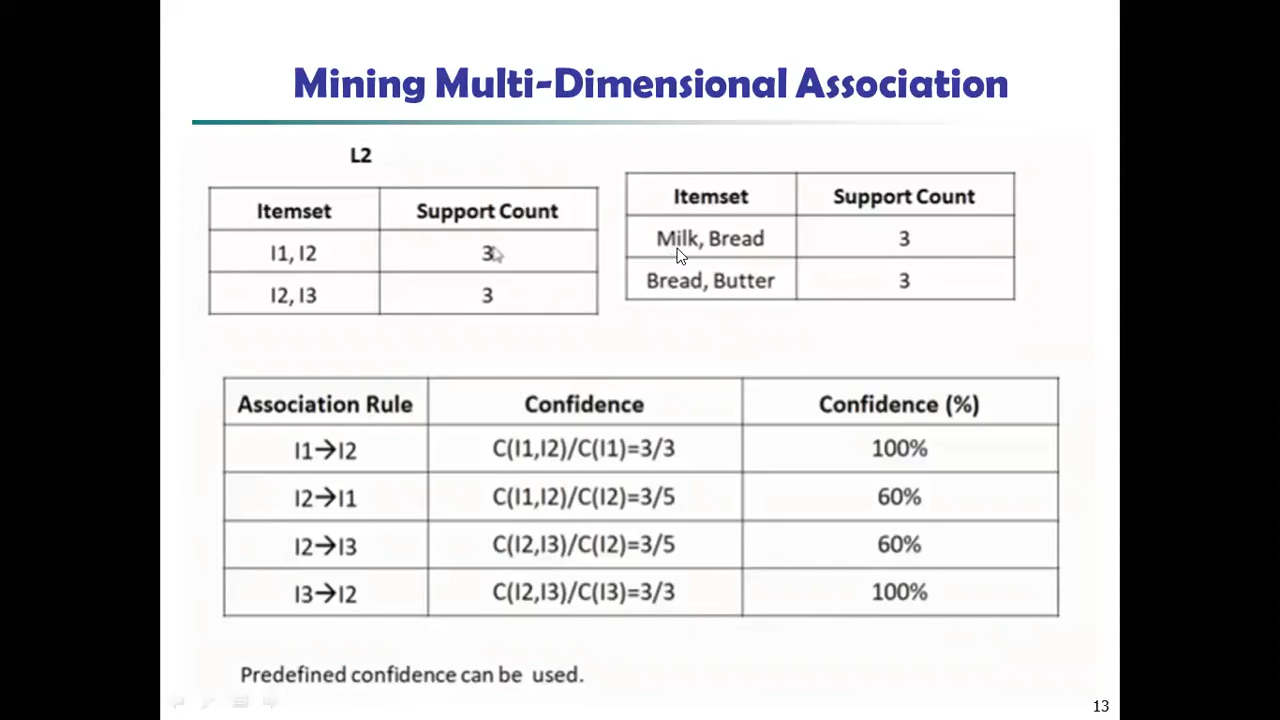 Mining Multi-Dimensional Association
L2
Itemset Support Count
I1, I2 3
I2, I3 3
Itemset Support Count
Milk, Bread 3
Bread, Butter 3
Association Rule Confidence Confidence (%)
I1→I2 C(I1,I2)/C(I1)=3/3 100%
I2→I1 C(I1,I2)/C(I2)=3/5 60%
I2→I3 C(I2,I3)/C(I2)=3/5 60%
I3→I2 C(I2,I3)/C(I3)=3/3 100%
Predefined confidence can be used.
13